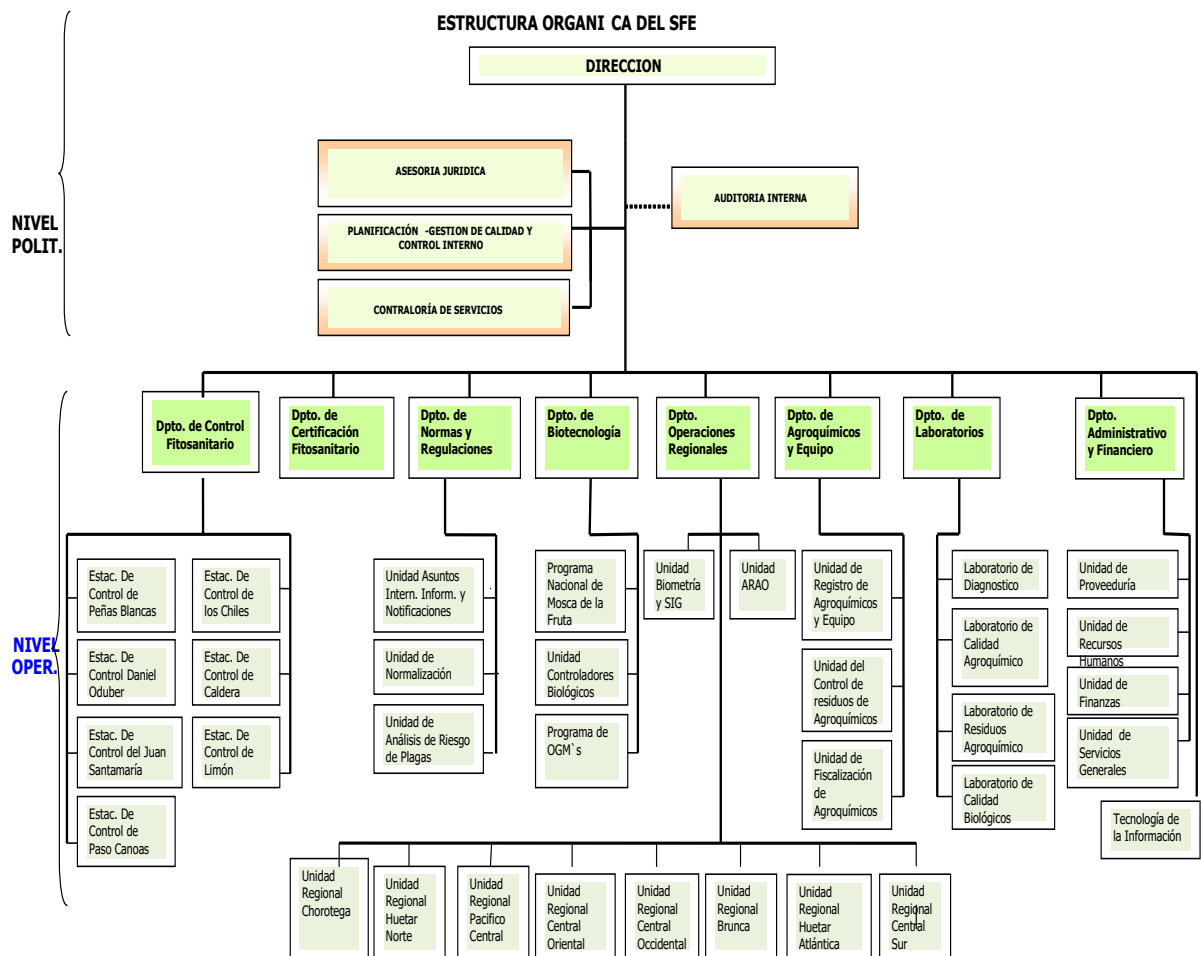 ESTRUCTURA ORGANI CA DEL SFE
DIRECCION
ASESORIA JURIDICA
AUDITORIA INTERNA
NIVEL
POLIT.
PLANIFICACIÓN -GESTION DE CALIDAD Y
CONTROL INTERNO
CONTRALORÍA DE SERVICIOS
Dpto. de Control
Fitosanitario
Dpto. de
Certificación
Fitosanitario
Dpto. de
Normas y
Regulaciones
Dpto. de
Biotecnología
Dpto.
Operaciones
Regionales
Dpto. de
Agroquímicos
y Equipo
Dpto. de
Laboratorios
Dpto.
Administrativo
y Financiero
NIVEL
OPER.
Estac. De
Control de
Peñas Blancas
Estac. De
Control de
los Chiles
Estac. De
Control Daniel
Oduber
Estac. De
Control de
Caldera
Estac. De
Control del Juan
Santamaría
Estac. De
Control de
Limón
Estac. De
Control de
Paso Canoas
Unidad Asuntos
Intern. Inform. y
Notificaciones
Unidad de
Normalización
Unidad de
Análisis de Riesgo
de Plagas
Programa
Nacional de
Mosca de la
Fruta
Unidad
Controladores
Biológicos
Programa de
OGM`s
Unidad
Biometría
y SIG
Unidad
ARAO
Unidad de
Registro de
Agroquímicos
y Equipo
Unidad del
Control de
residuos de
Agroquímicos
Unidad de
Fiscalización
de
Agroquímicos
Laboratorio de
Diagnostico
Laboratorio de
Calidad
Agroquímico
Laboratorio de
Residuos
Agroquímico
Laboratorio de
Calidad
Biológicos
Unidad de
Proveeduría
Unidad de
Recursos
Humanos
Unidad de
Finanzas
Unidad de
Servicios
Generales
Tecnología de
la Información
Unidad
Regional
Chorotega
Unidad
Regional
Huetar
Norte
Unidad
Regional
Pacifico
Central
Unidad
Regional
Central
Oriental
Unidad
Regional
Central
Occidental
Unidad
Regional
Brunca
Unidad
Regional
Huetar
Atlántica
Unidad
Regional
Central
Sur